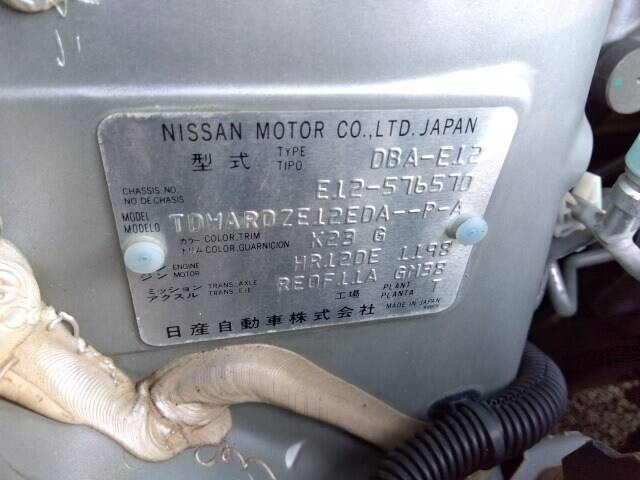 J1
NISSAN MOTOR CO.,LTD. JAPAN
型式 TYPE TIPO DBA-E12
CHASSIS NO. NO DE CHASIS E12-576570
MODEL MODELO TDMARDZE12EDA--P-A
カラー COLOR,TRIM トリム COLOR,GUARNICION K23 G
エンジン ENGINE MOTOR HR12DE 1198
ミッション アクスル TRANS,AXLE TRANS,EJE RE0F11A GM38
工場 PLANT PLANTA T
MADE IN JAPAN
日産自動車株式会社